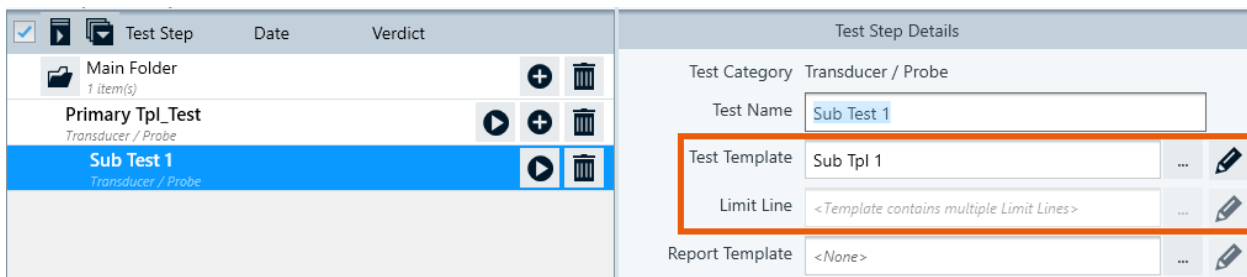 Test Step Date Verdict
Main Folder
1 item(s)
Primary Tpl_Test
Transducer / Probe
Sub Test 1
Transducer / Probe
Test Step Details
Test Category Transducer / Probe
Test Name Sub Test 1
Test Template Sub Tpl 1 ...
Limit Line <Template contains multiple Limit Lines> ...
Report Template <None> ...